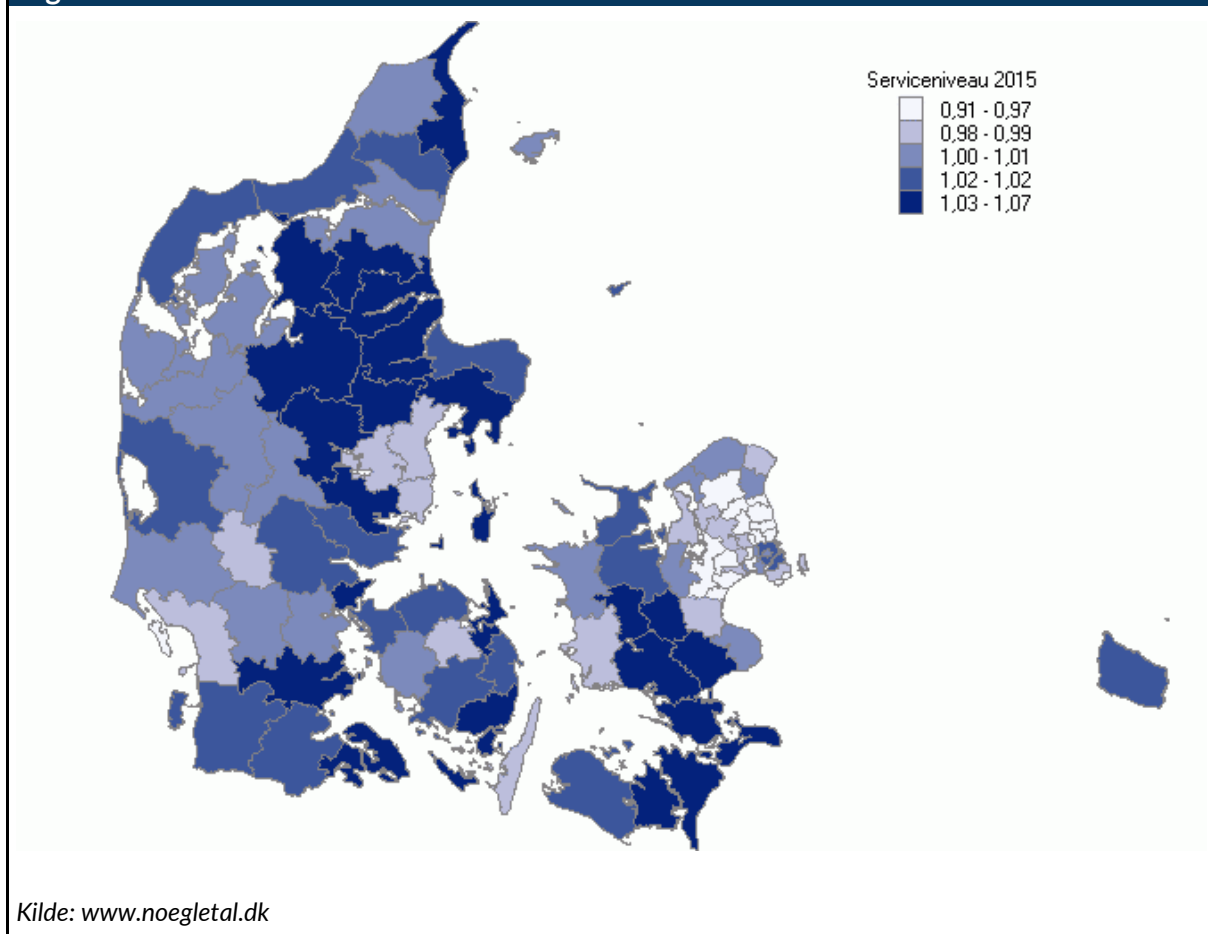 Serviceniveau 2015
0,91 - 0,97
0,98 - 0,99
1,00 - 1,01
1,02 - 1,02
1,03 - 1,07
Kilde: www.noegletal.dk